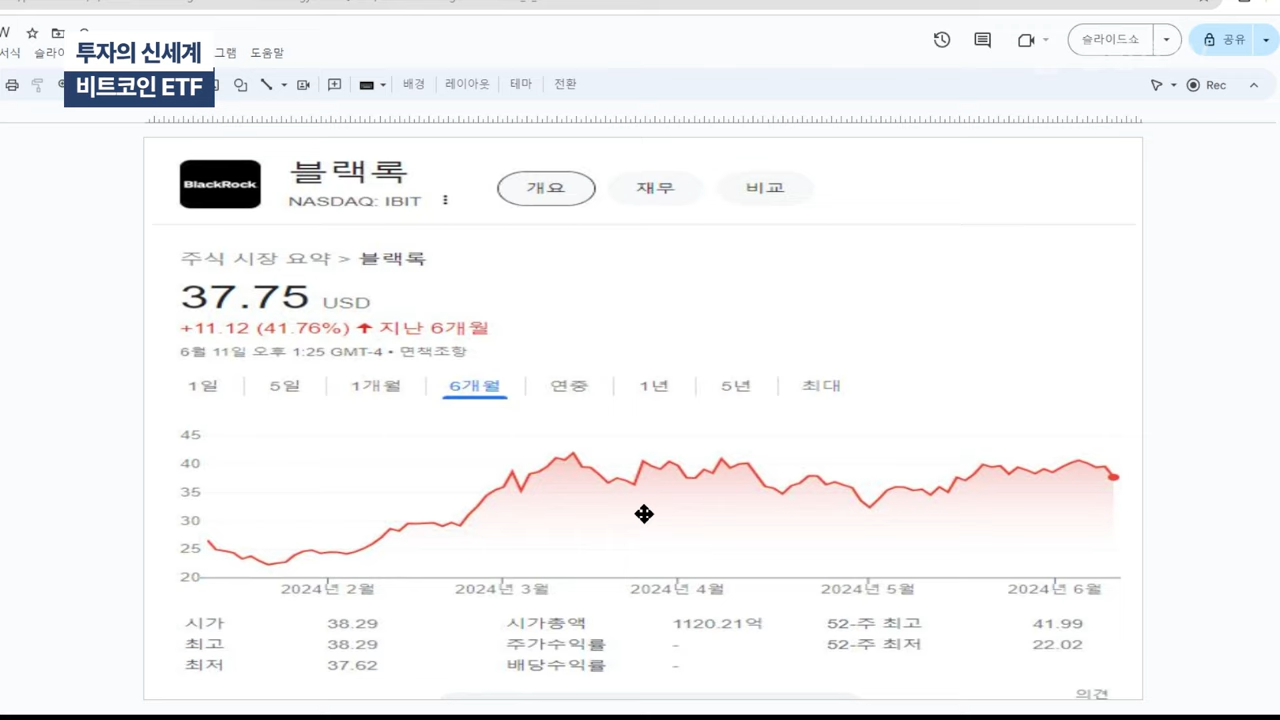 투자의 신세계
비트코인 ETF
서식
그램 도움말
슬라이드쇼
공유
배경 레이아웃 테마 전환
Rec
BlackRock
블랙록
NASDAQ: IBIT
개요 재무 비교
주식 시장 요약 > 블랙록
37.75 USD
+11.12 (41.76%) ↑ 지난 6개월
6월 11일 오후 1:25 GMT-4 • 면책조항
1일 5일 1개월 6개월 연중 1년 5년 최대
45
40
35
30
25
20
2024년 2월 2024년 3월 2024년 4월 2024년 5월 2024년 6월
시가 38.29 시가총액 1120.21억 52-주 최고 41.99
최고 38.29 주가수익률 - 52-주 최저 22.02
최저 37.62 배당수익률 -
의견